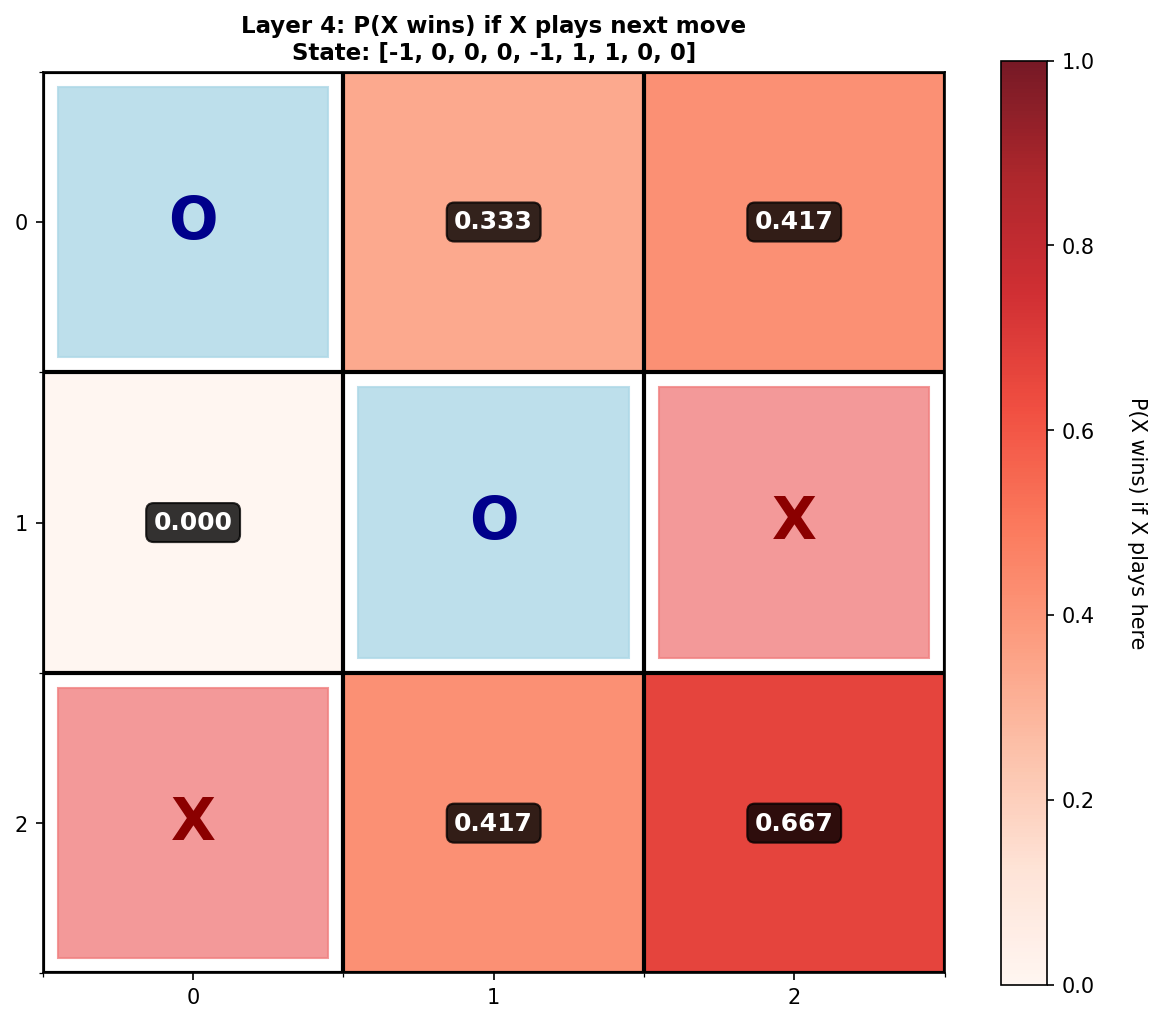 Layer 4: P(X wins) if X plays next move
State: [-1, 0, 0, 0, -1, 1, 1, 0, 0]
0
O
0.333
0.417
1
0.000
O
X
2
X
0.417
0.667
0
1
2
1.0
0.8
0.6
0.4
0.2
0.0
P(X wins) if X plays here